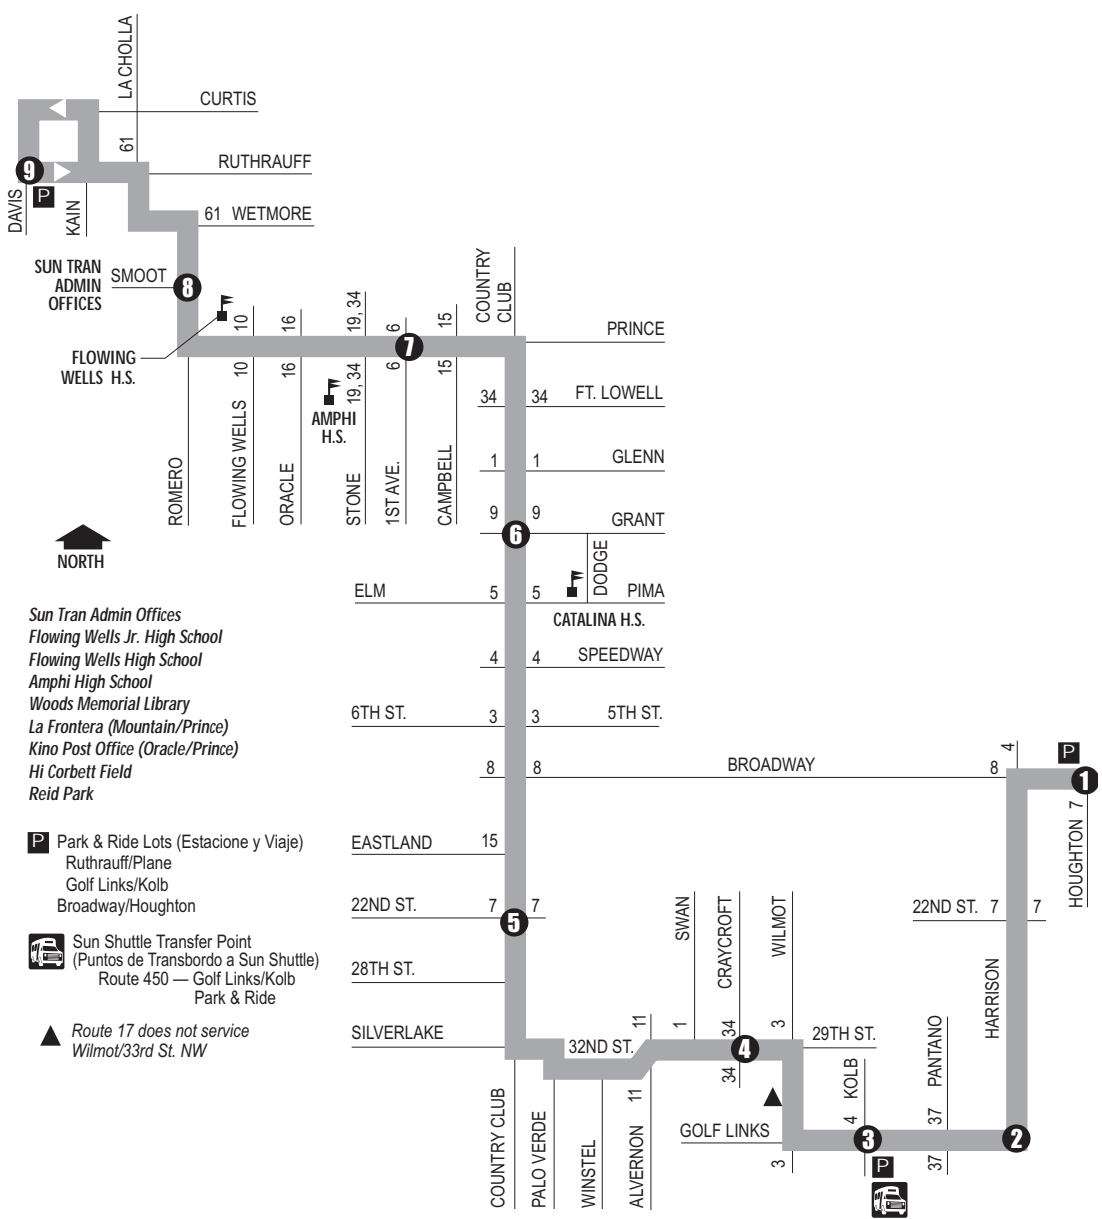 LA CHOLLA
CURTIS
61
RUTHRAUFF
9
P
DAVIS
KAIN
61 WETMORE
SUN TRAN
ADMIN
OFFICES
SMOOT
8
COUNTRY
CLUB
10
16
19, 34
6
15
PRINCE
7
FLOWING
WELLS H.S.
10
16
19, 34
6
15
34
34
FT. LOWELL
AMPHI
H.S.
ROMERO
FLOWING WELLS
ORACLE
STONE
1ST AVE.
CAMPBELL
1
1
GLENN
9
9
GRANT
6
NORTH
DODGE
ELM
5
5
PIMA
CATALINA H.S.
Sun Tran Admin Offices
Flowing Wells Jr. High School
Flowing Wells High School
Amphi High School
Woods Memorial Library
La Frontera (Mountain/Prince)
Kino Post Office (Oracle/Prince)
Hi Corbett Field
Reid Park
4
4
SPEEDWAY
6TH ST.
3
3
5TH ST.
8
8
BROADWAY
8
4
P
1
HOUGHTON 7
P Park & Ride Lots (Estacione y Viaje)
Ruthrauff/Plane
Golf Links/Kolb
Broadway/Houghton
EASTLAND
15
22ND ST.
7
7
5
SWAN
CRAYCROFT
WILMOT
22ND ST. 7
7
Sun Shuttle Transfer Point
(Puntos de Transbordo a Sun Shuttle)
Route 450 — Golf Links/Kolb
Park & Ride
28TH ST.
HARRISON
Route 17 does not service
Wilmot/33rd St. NW
SILVERLAKE
32ND ST.
11
1
34
3
29TH ST.
4
34
KOLB
4
PANTANO
37
COUNTRY CLUB
PALO VERDE
WINSTEL
ALVERNON
11
GOLF LINKS
3
3
P
37
2